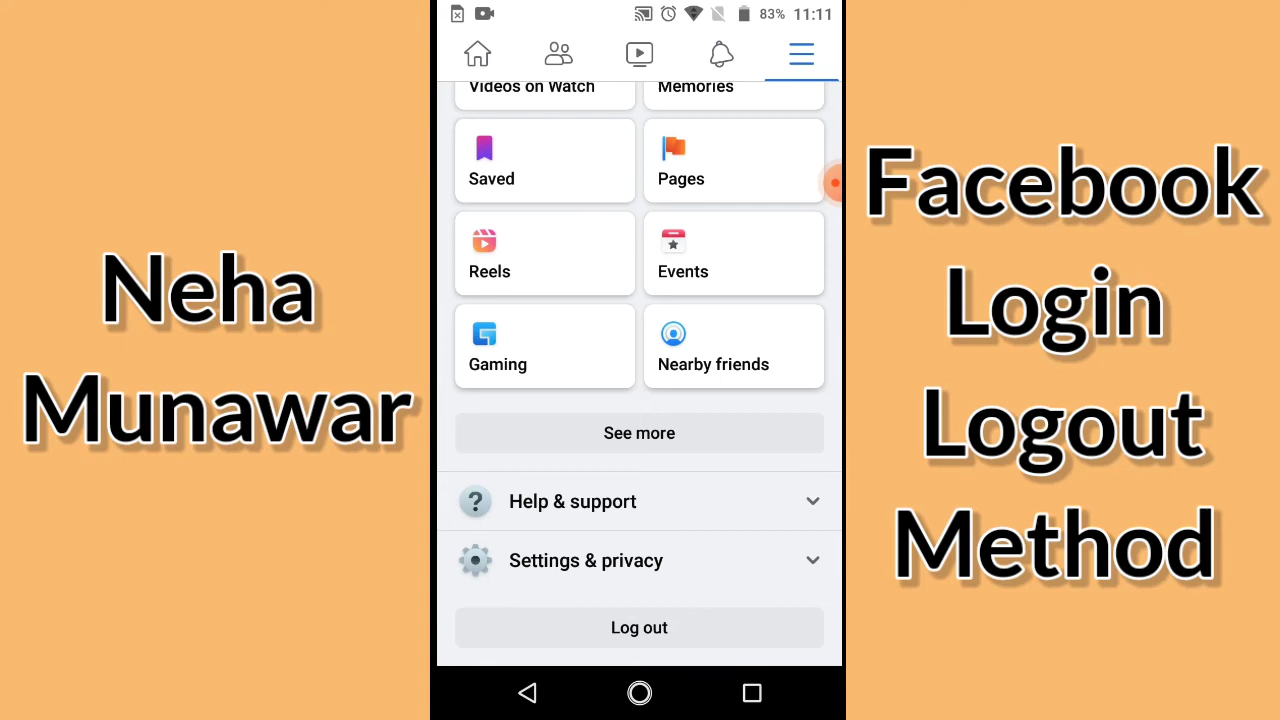 Neha
Munawar
83% 11:11
Videos on Watch
Memories
Saved
Pages
Reels
Events
Gaming
Nearby friends
See more
Help & support
Settings & privacy
Log out
Facebook
Login
Logout
Method